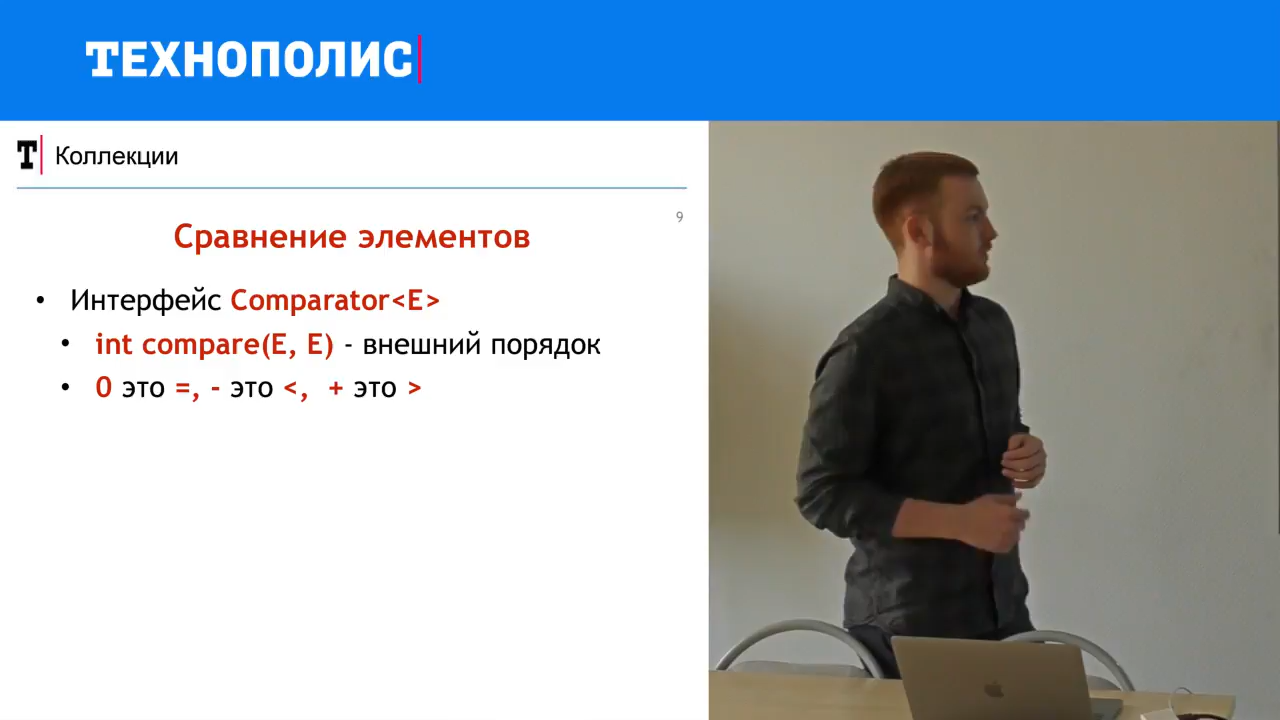 ТЕХНОПОЛИС
Т Коллекции
9
Сравнение элементов
• Интерфейс Comparator<E>
• int compare(E, E) - внешний порядок
• 0 это =, - это <, + это >